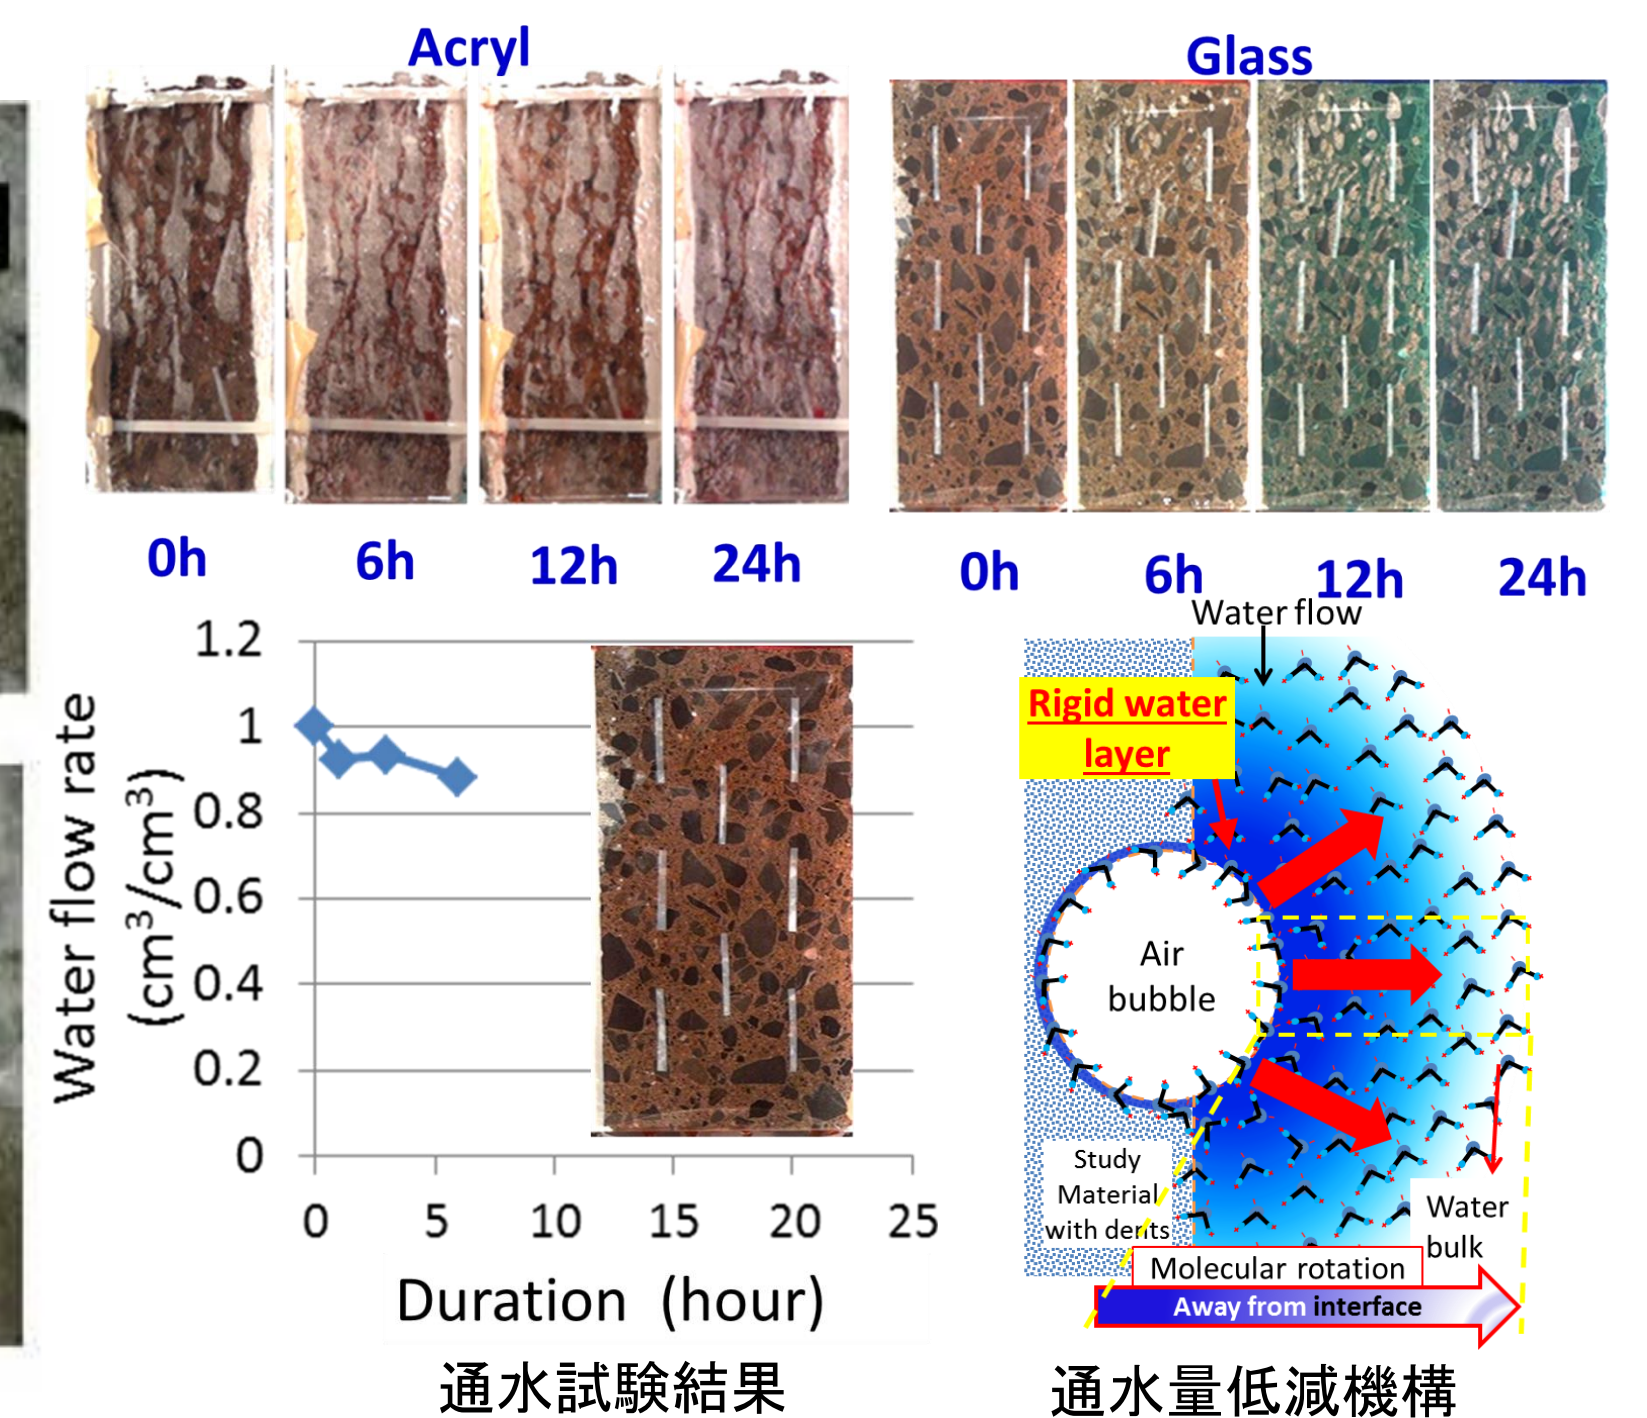 Acryl
Glass
0h
6h
12h
24h
0h
6h
12h
24h
Water flow rate
(cm³/cm³)
1.2
1
0.8
0.6
0.4
0.2
0
0
5
10
15
20
25
Duration (hour)
通水試験結果
Water flow
Rigid water
layer
Air
bubble
Study
Material
with dents
Water
bulk
Molecular rotation
Away from interface
通水量低減機構